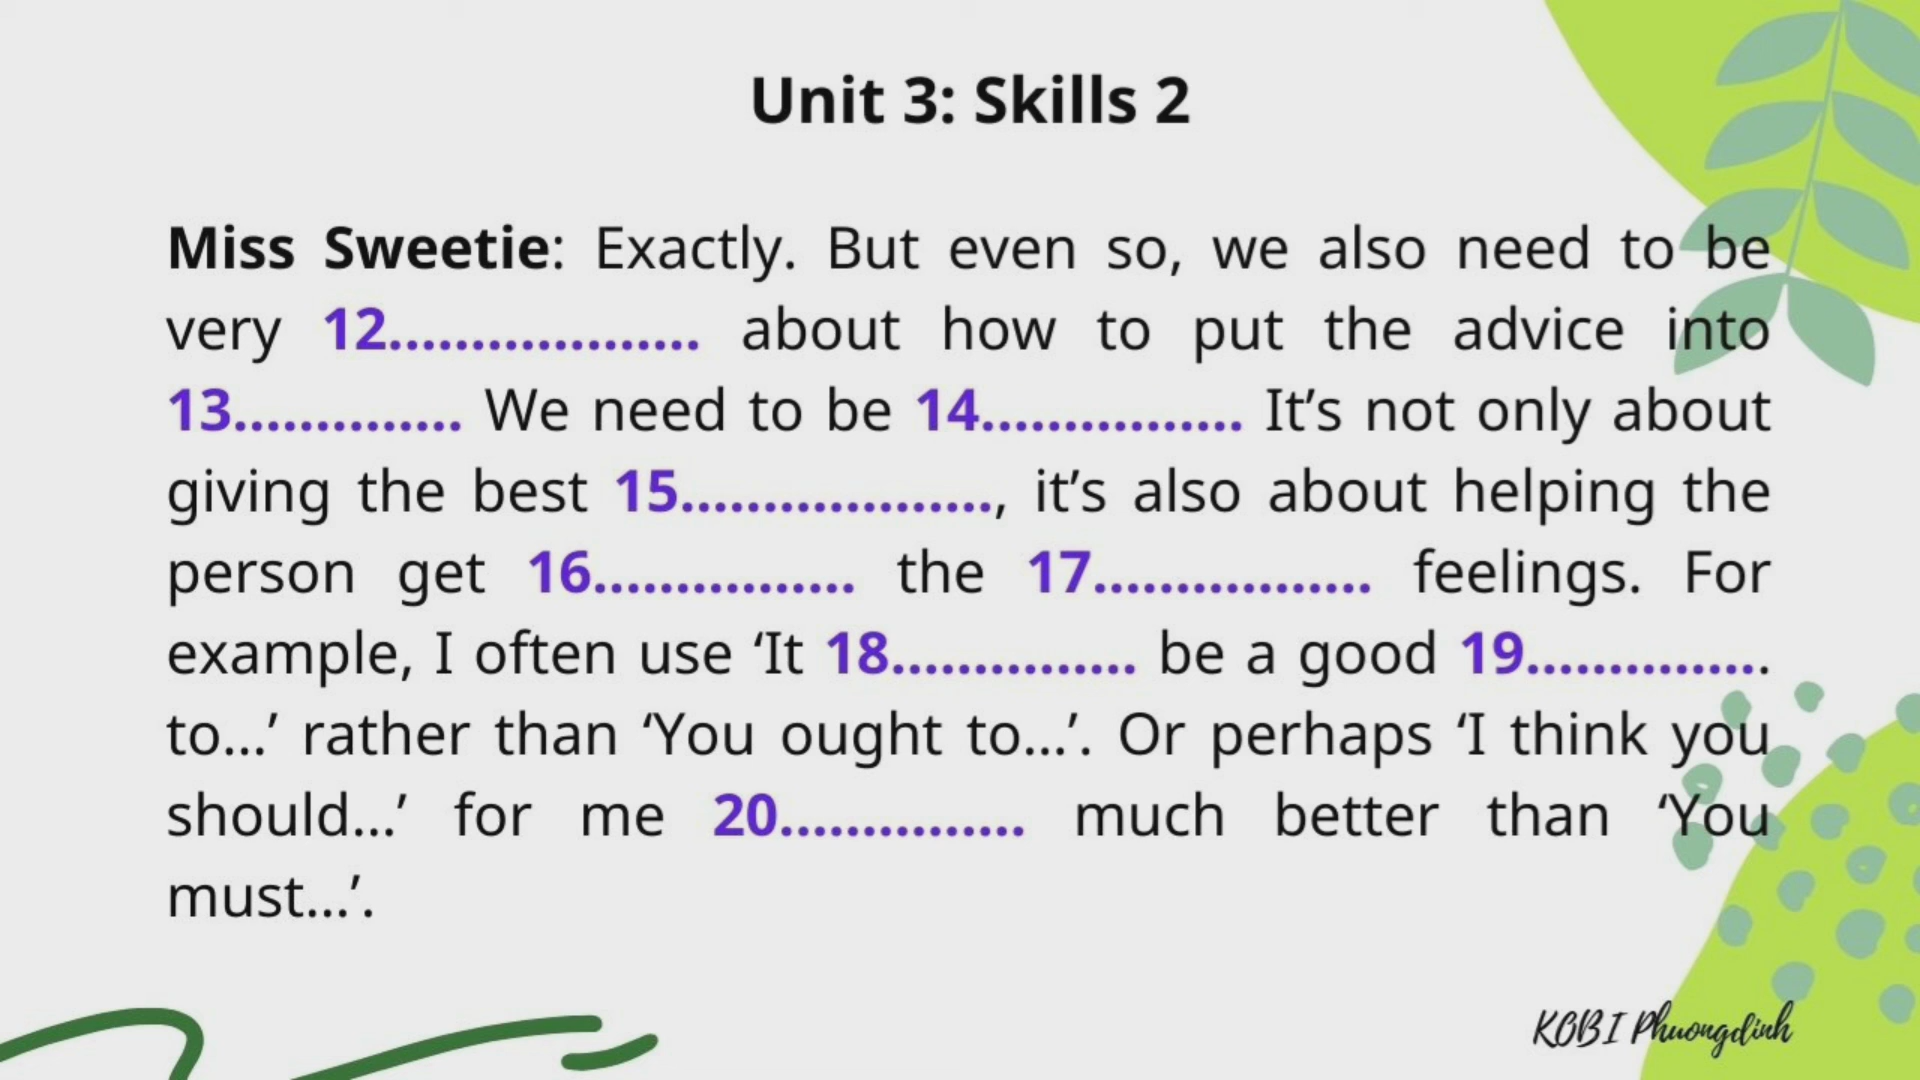 Unit 3: Skills 2
Miss Sweetie: Exactly. But even so, we also need to be
very 12................... about how to put the advice into
13.............. We need to be 14................ It’s not only about
giving the best 15..................., it’s also about helping the
person get 16................ the 17................. feelings. For
example, I often use ‘It 18............... be a good 19...............
to...’ rather than ‘You ought to...’. Or perhaps ‘I think you
should...’ for me 20............... much better than ‘You
must...’.
KOBI Phuongdinh